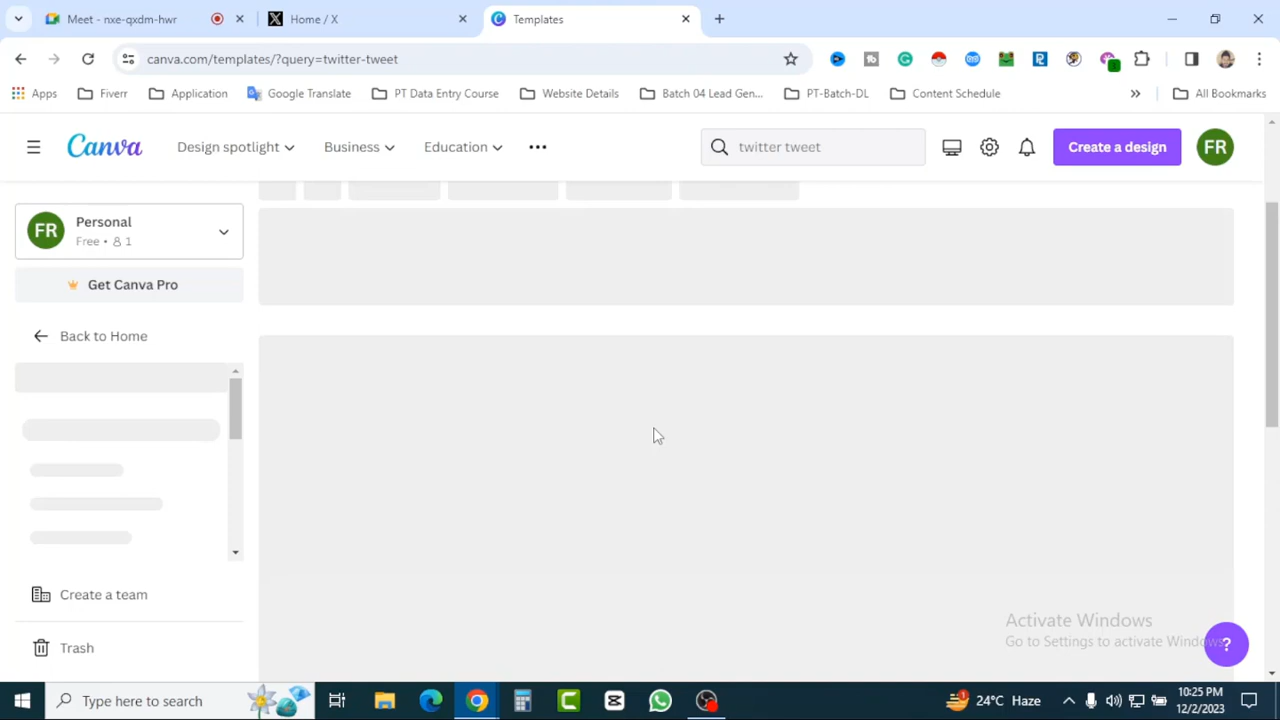 Meet - nxe-qxdm-hwr
Home / X
Templates
canva.com/templates/?query=twitter-tweet
Apps
Fiverr
Application
Google Translate
PT Data Entry Course
Website Details
Batch 04 Lead Gen...
PT-Batch-DL
Content Schedule
All Bookmarks
Canva
Design spotlight
Business
Education
twitter tweet
Create a design
FR
FR
Personal
Free • 1
Get Canva Pro
Back to Home
Create a team
Trash
Activate Windows
Go to Settings to activate Windows.
?
Type here to search
24°C Haze
10:25 PM
12/2/2023